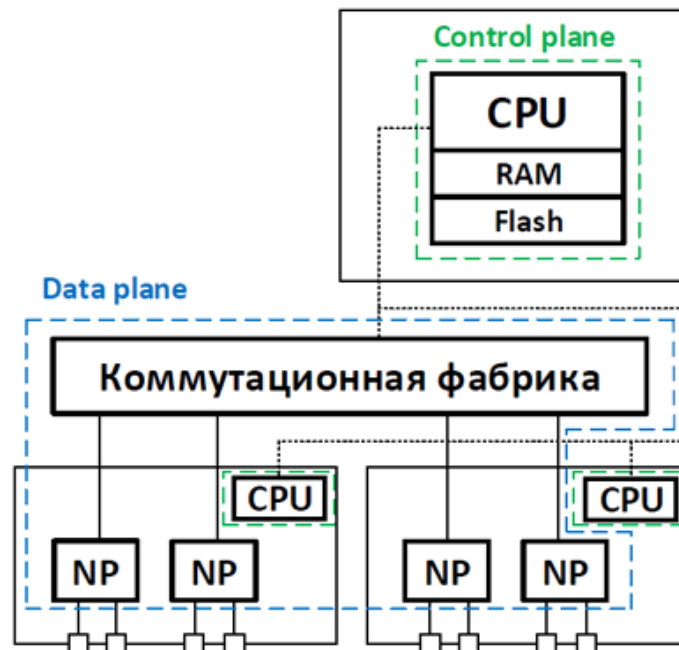 Control plane
CPU
RAM
Flash
Data plane
Коммутационная фабрика
CPU
CPU
NP
NP
NP
NP